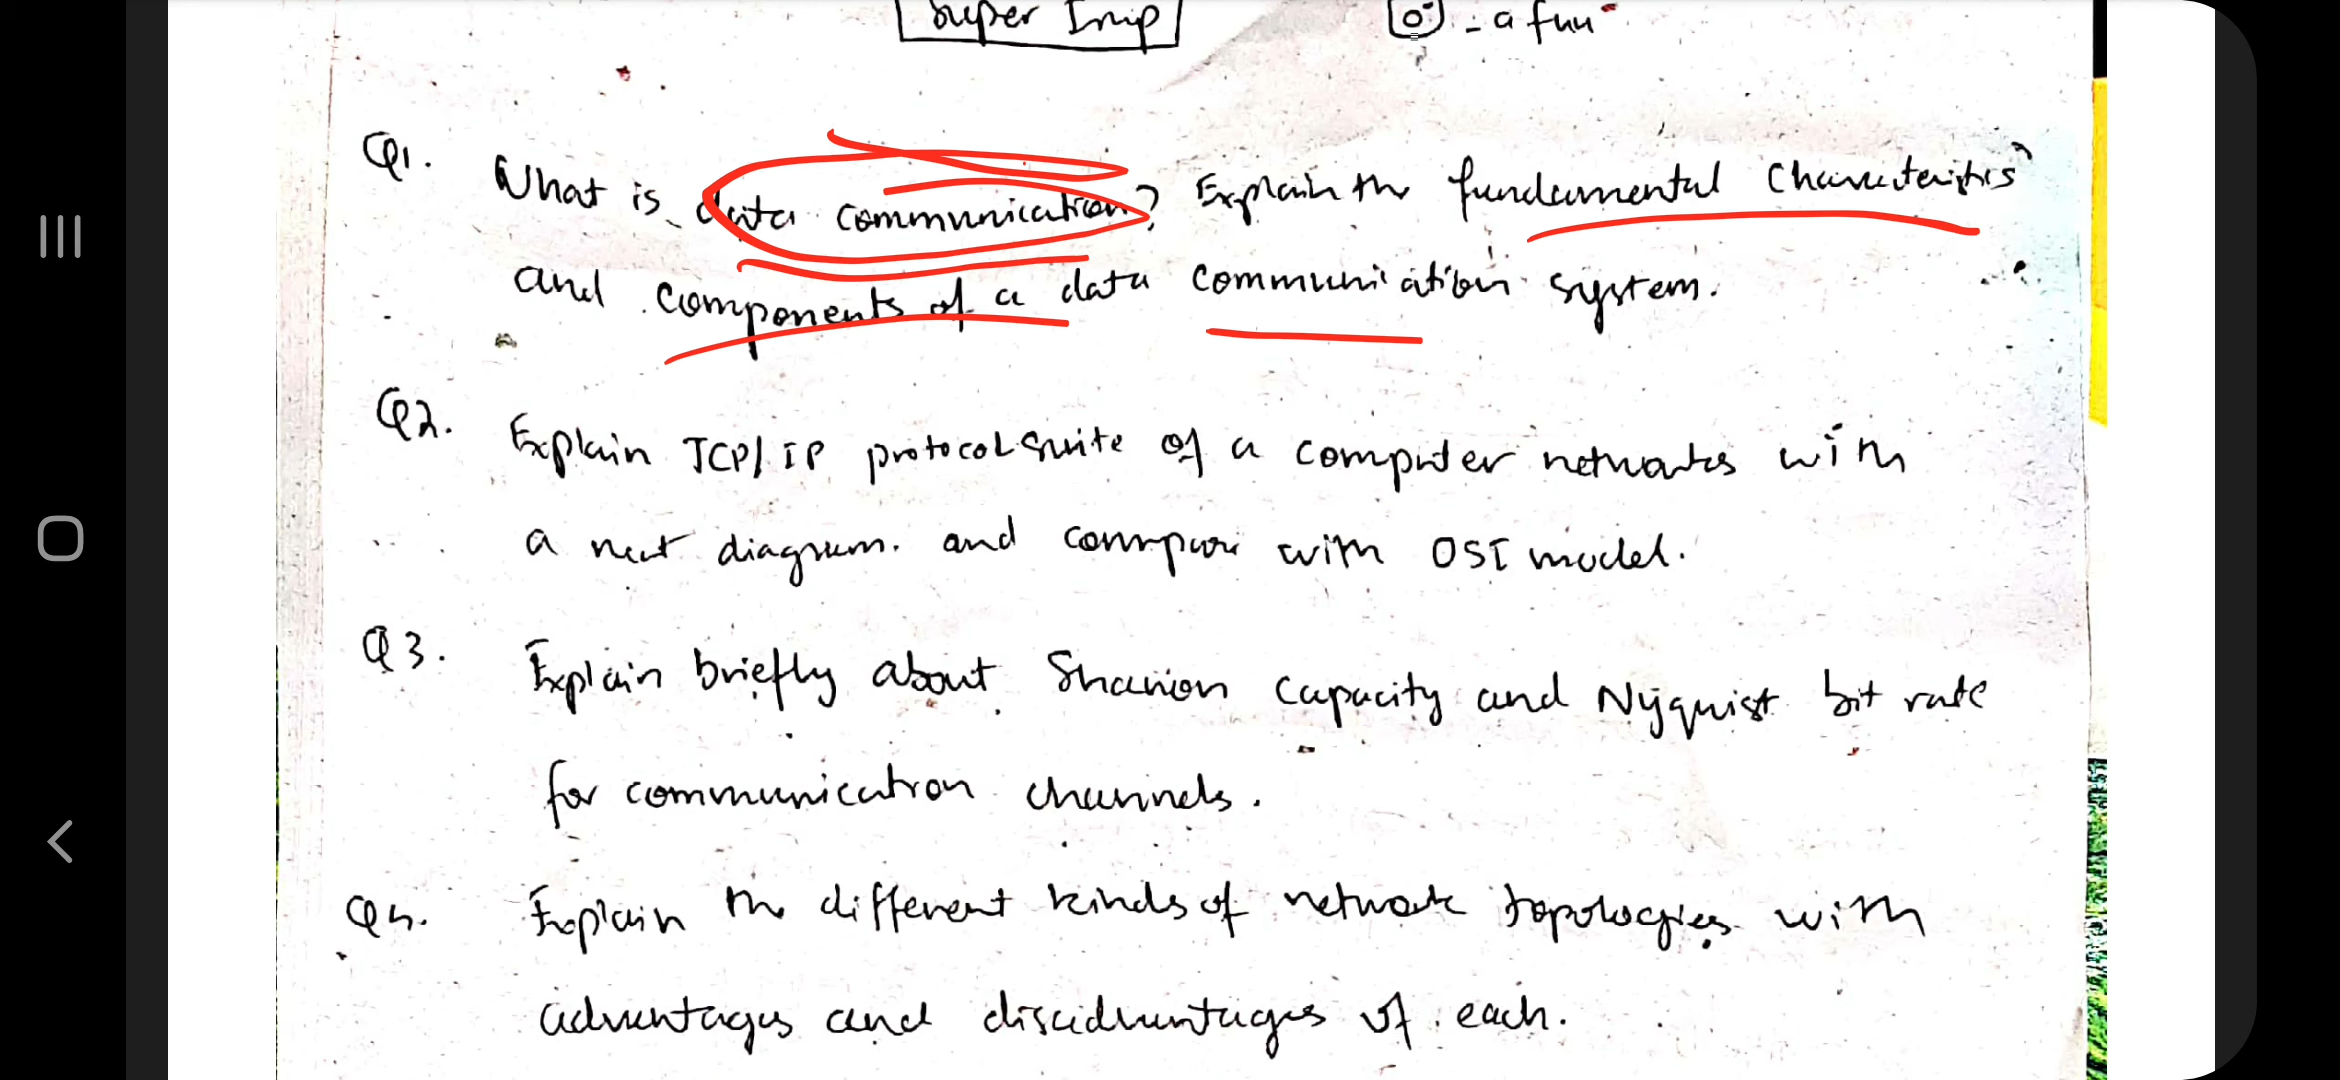 Super Imp
Q1. What is data communication? Explain the fundamental Characteristics
and components of a data communication system.
Q2. Explain TCP/IP protocol suite of a computer networks with
a neat diagram. and compare with OSI model.
Q3. Explain briefly about Shanion capacity and Nyquist bit rate
for communication channels.
Q4. Explain the different kinds of network topologies with
advantages and disadvantages of each.